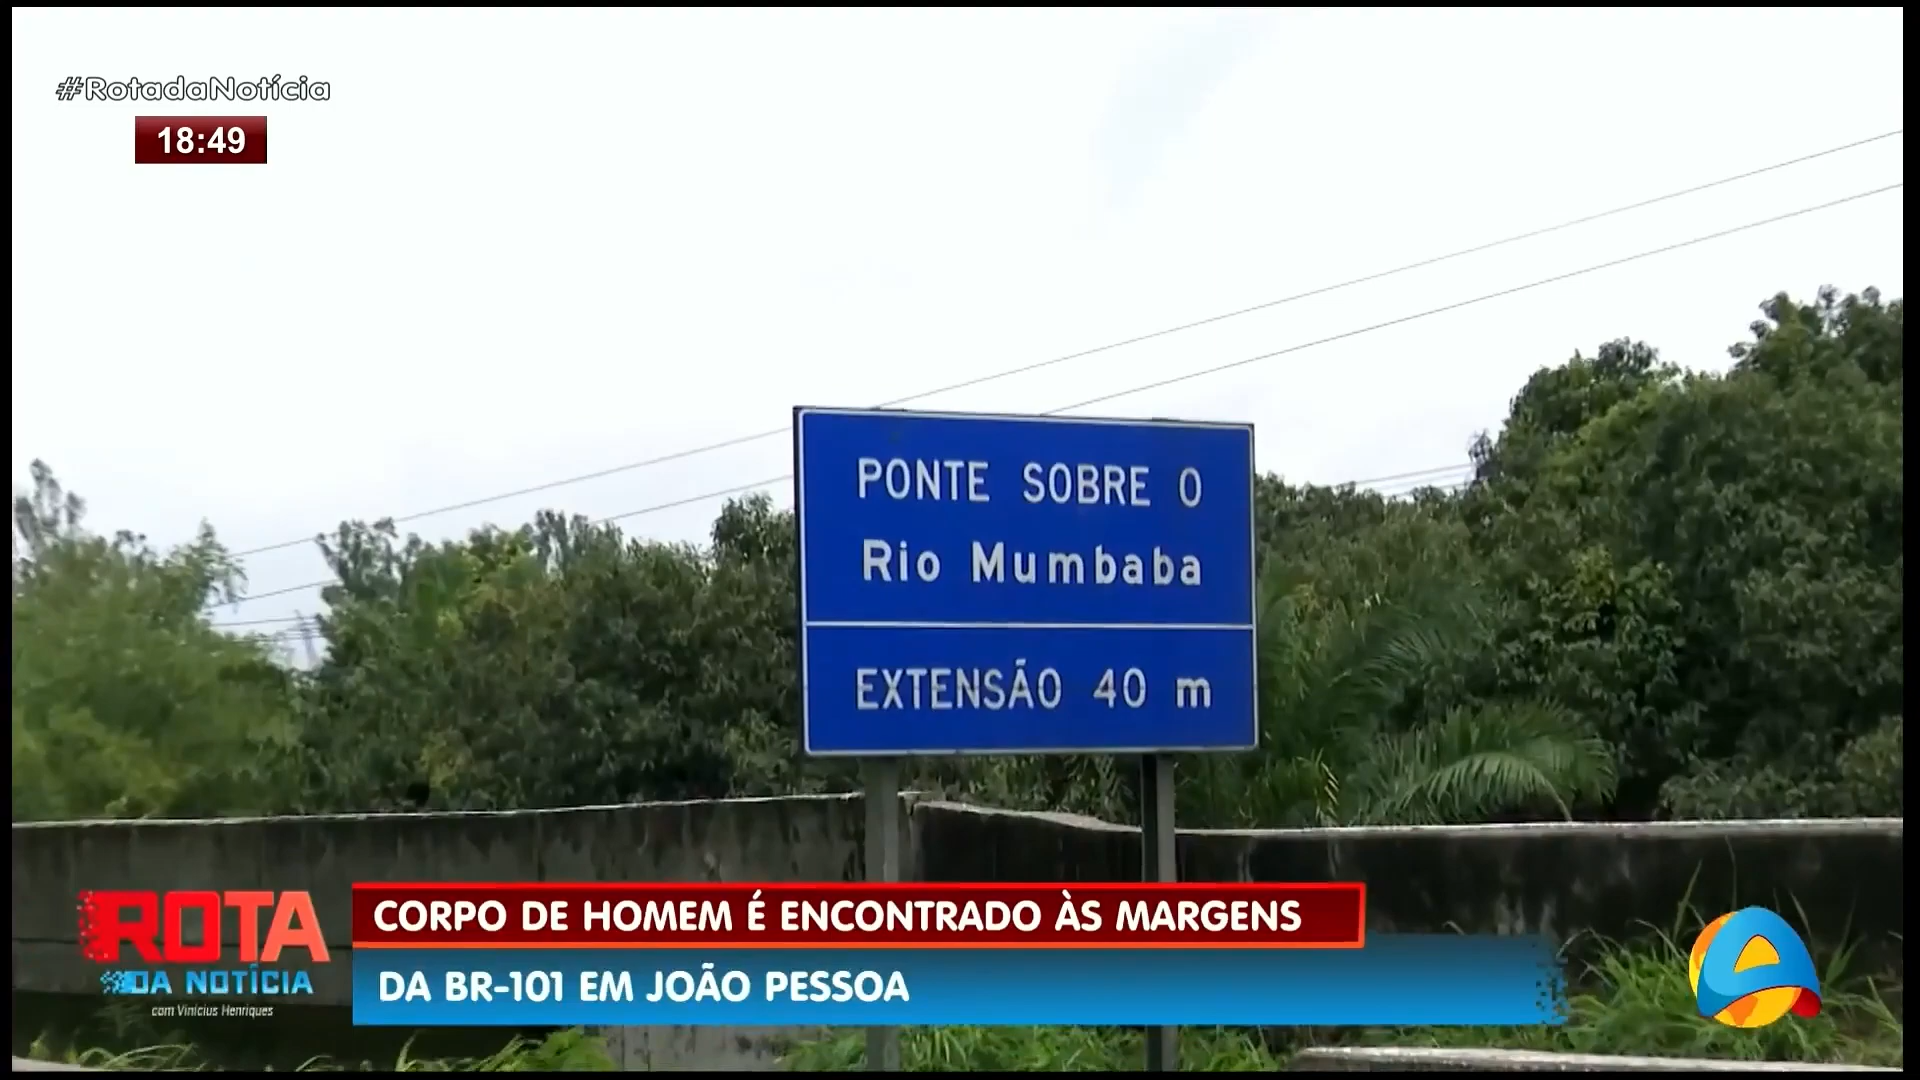 #RotadaNotícia
18:49
PONTE SOBRE O
Rio Mumbaba
EXTENSÃO 40 m
ROTA
DA NOTÍCIA
com Vinícius Henriques
CORPO DE HOMEM É ENCONTRADO ÀS MARGENS
DA BR-101 EM JOÃO PESSOA